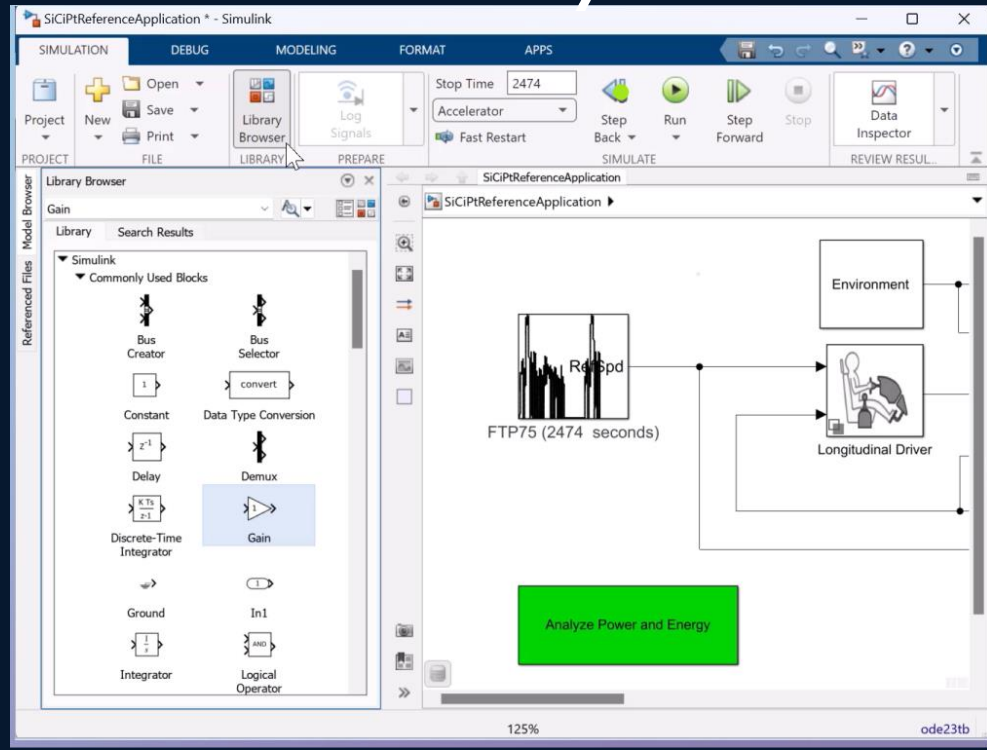 SiCiPtReferenceApplication * - Simulink
SIMULATION DEBUG MODELING FORMAT APPS
Project
New
Open
Save
Print
Library
Browser
Log
Signals
Stop Time 2474
Accelerator
Fast Restart
Step
Back
Run
Step
Forward
Stop
Data
Inspector
PROJECT FILE LIBRARY PREPARE SIMULATE REVIEW RESUL...
Model Browser
Referenced Files
Library Browser
Gain
Library Search Results
Simulink
Commonly Used Blocks
Bus
Creator
Bus
Selector
1
Constant
convert
Data Type Conversion
z-1
Delay
Demux
K Ts
z-1
Discrete-Time
Integrator
1
Gain
Ground
1
In1
1
s
Integrator
AND
Logical
Operator
SiCiPtReferenceApplication
SiCiPtReferenceApplication
Environment
RefSpd
FTP75 (2474 seconds)
Longitudinal Driver
Analyze Power and Energy
125% ode23tb